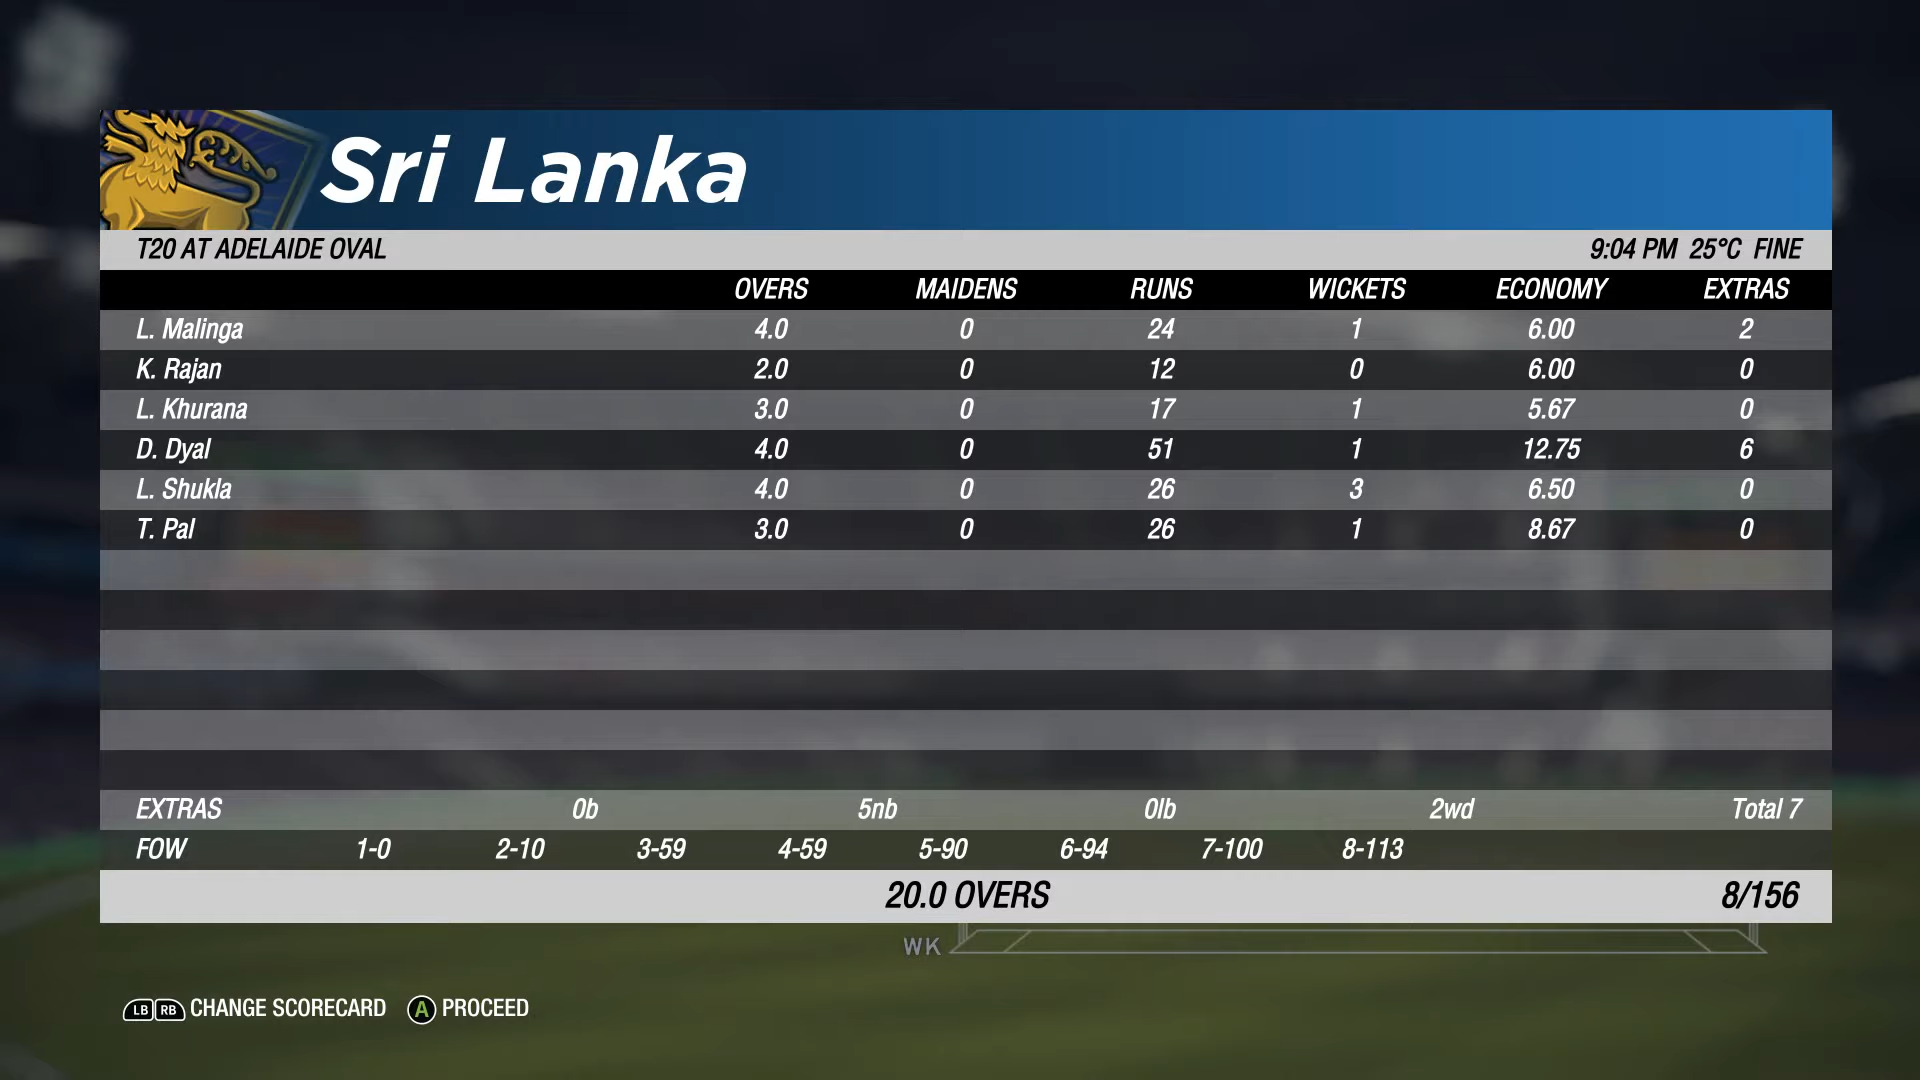 Sri Lanka
T20 AT ADELAIDE OVAL 9:04 PM 25°C FINE
OVERS MAIDENS RUNS WICKETS ECONOMY EXTRAS
L. Malinga 4.0 0 24 1 6.00 2
K. Rajan 2.0 0 12 0 6.00 0
L. Khurana 3.0 0 17 1 5.67 0
D. Dyal 4.0 0 51 1 12.75 6
L. Shukla 4.0 0 26 3 6.50 0
T. Pal 3.0 0 26 1 8.67 0
EXTRAS 0b 5nb 0lb 2wd Total 7
FOW 1-0 2-10 3-59 4-59 5-90 6-94 7-100 8-113
20.0 OVERS 8/156
WK
LB RB CHANGE SCORECARD A PROCEED